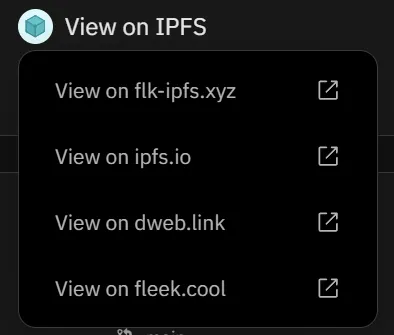 View on IPFS
View on flk-ipfs.xyz
View on ipfs.io
View on dweb.link
View on fleek.cool